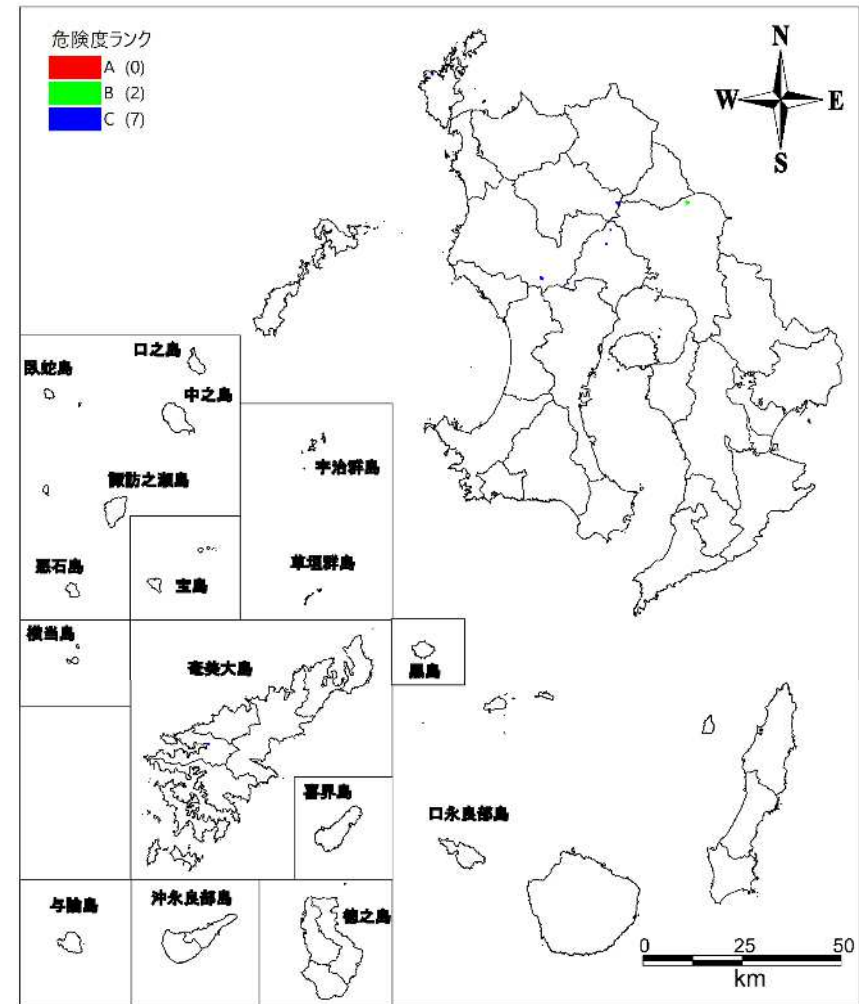 危険度ランク
A (0)
B (2)
C (7)
N
W E
S
口之島
臥蛇島
中之島
宇治群島
諏訪之瀬島
悪石島
宝島
草垣群島
横当島
奄美大島
黒島
喜界島
口永良部島
与論島
沖永良部島
徳之島
0 25 50
km